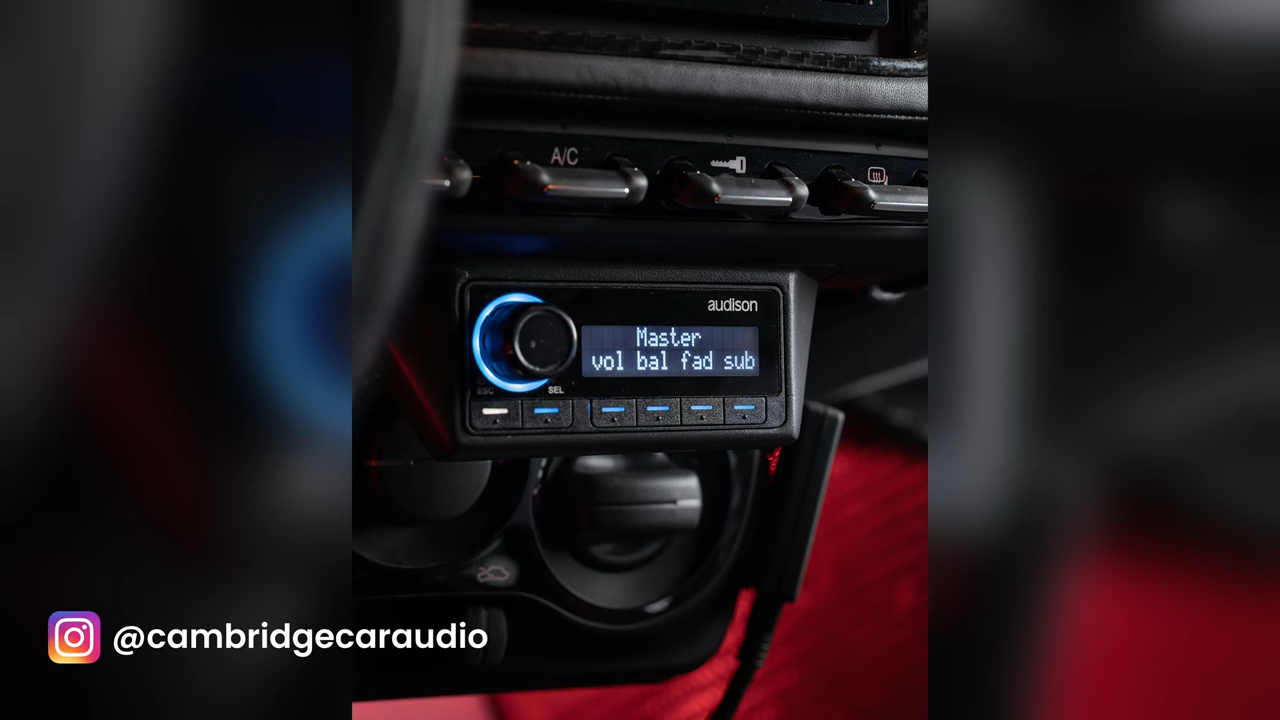 A/C
audison
Master
vol bal fad sub
ESC
SEL
@cambridgecaraudio